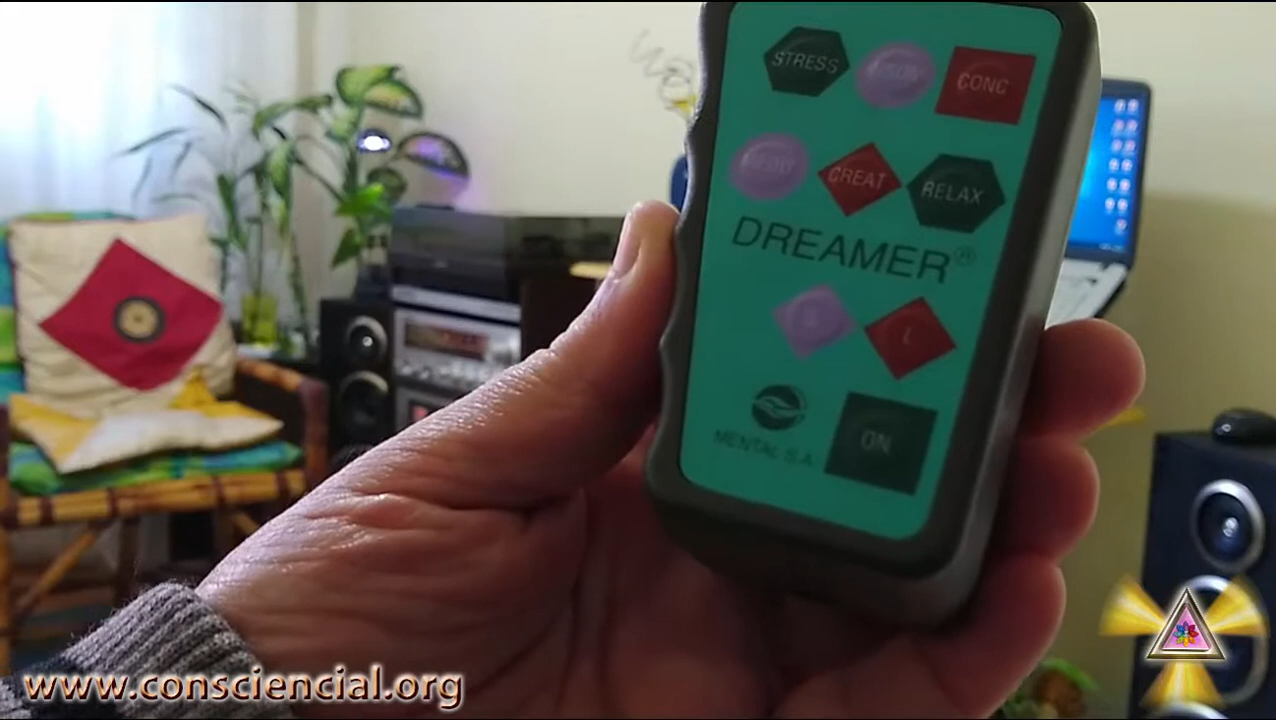 STRESS
CONC
CREAT
RELAX
DREAMER®
L
ON
MENTAL S.A.
www.consciencial.org